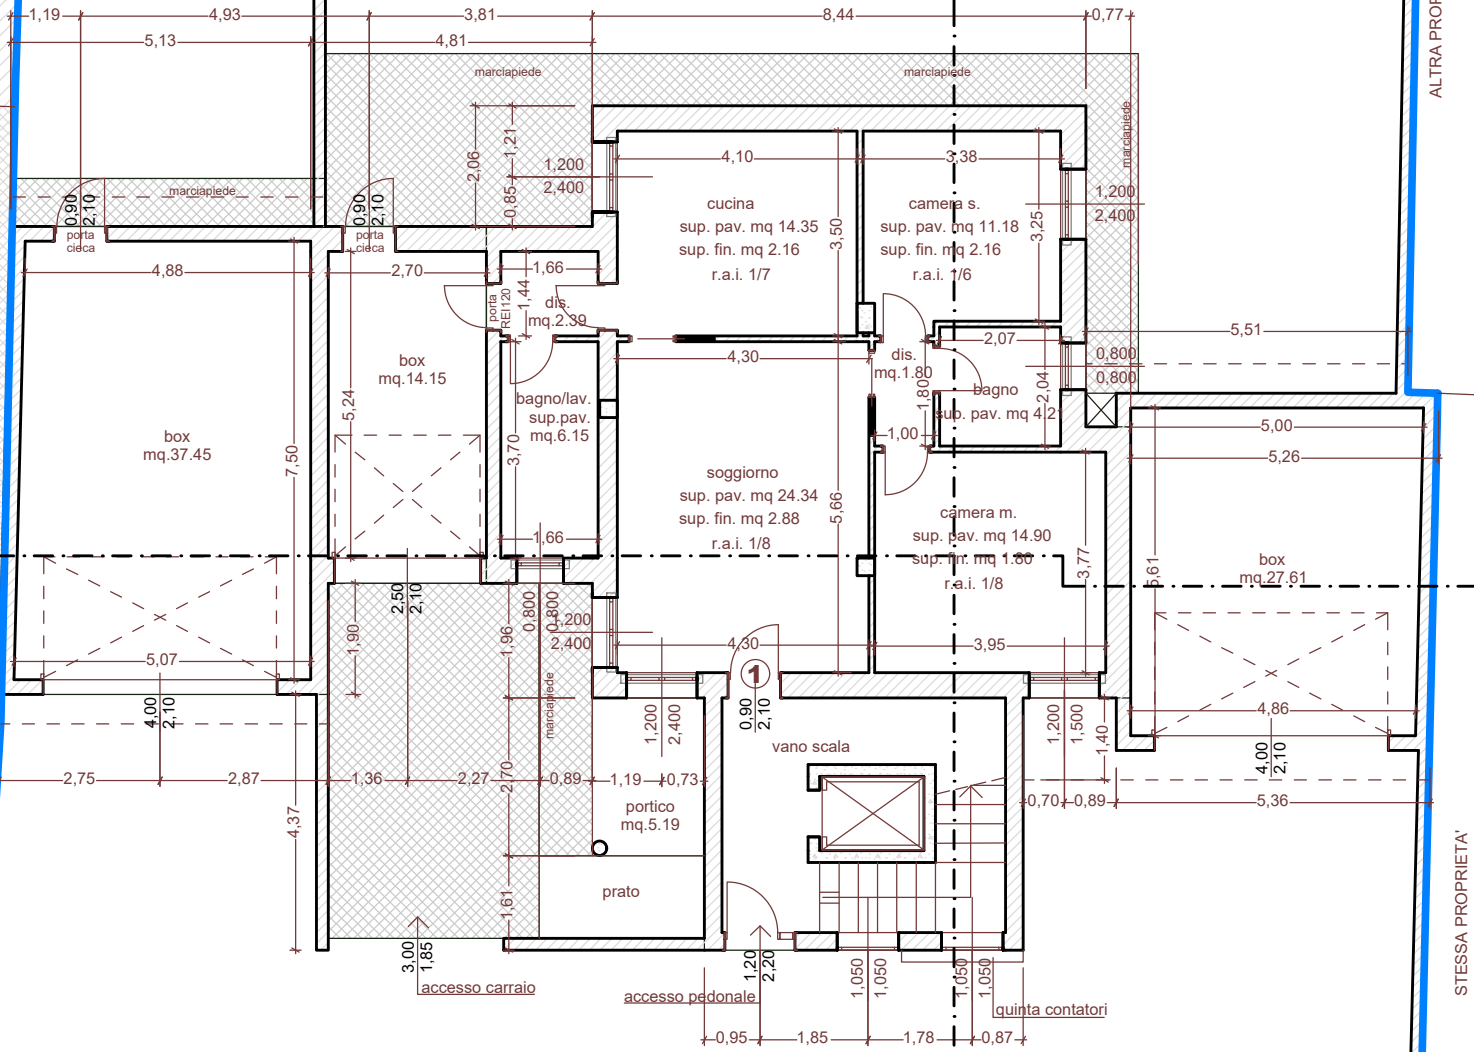 1,19
4,93
3,81
8,44
0,77
5,13
4,81
ALTRA PROP
marciapiede
marciapiede
marciapiede
marciapiede
2,06
1,21
0,85
1,200
2,400
4,10
3,38
1,200
2,400
0,90
2,10
porta
cieca
0,90
2,10
porta
cieca
cucina
sup. pav. mq 14.35
sup. fin. mq 2.16
r.a.i. 1/7
3,50
camera s.
sup. pav. mq 11.18
sup. fin. mq 2.16
r.a.i. 1/6
3,25
4,88
2,70
1,66
1,44
porta
REI120
dis.
mq.2.39
5,51
4,30
dis.
mq.1.80
2,07
0,800
0,800
box
mq.14.15
5,24
bagno/lav.
sup.pav.
mq.6.15
3,70
1,80
bagno
sup. pav. mq 4.21
2,04
1,00
box
mq.37.45
7,50
5,00
5,26
soggiorno
sup. pav. mq 24.34
sup. fin. mq 2.88
r.a.i. 1/8
5,66
camera m.
sup. pav. mq 14.90
sup. fin. mq 1.80
r.a.i. 1/8
3,77
1,66
box
mq.27.61
5,61
2,50
2,10
0,800
0,800
1,200
2,400
1,90
1,96
4,30
3,95
5,07
1
marciapiede
4,00
2,10
1,200
2,400
0,90
2,10
1,200
1,500
1,40
4,86
4,00
2,10
vano scala
2,75
2,87
1,36
2,27
0,89
1,19
0,73
2,70
portico
mq.5.19
0,70
0,89
5,36
4,37
prato
1,61
STESSA PROPRIETA'
3,00
1,85
accesso carraio
1,20
2,20
accesso pedonale
1,050
1,050
1,050
1,050
quinta contatori
0,95
1,85
1,78
0,87